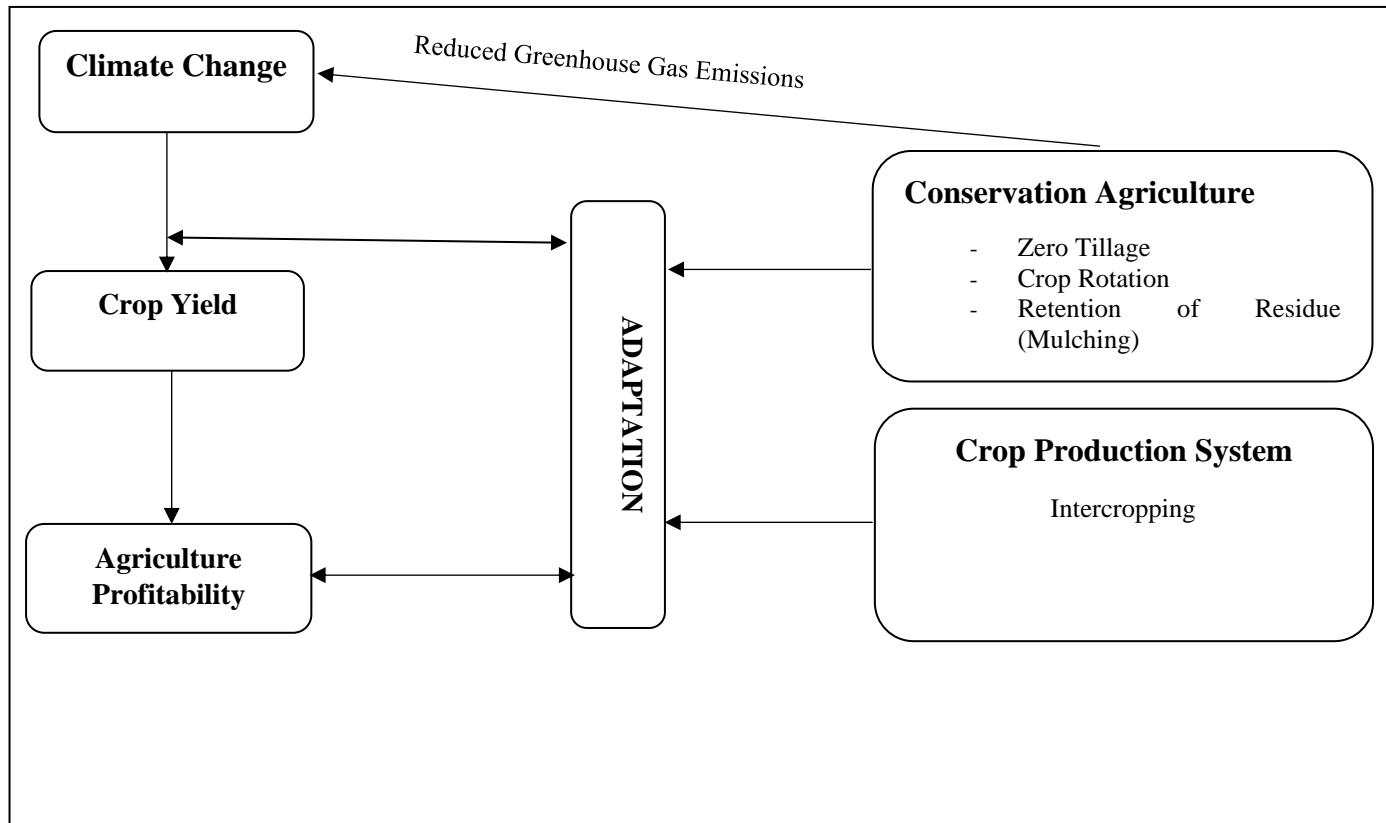 Climate Change
Reduced Greenhouse Gas Emissions
Conservation Agriculture
- Zero Tillage
- Crop Rotation
- Retention of Residue
(Mulching)
Crop Yield
ADAPTATION
Crop Production System
Intercropping
Agriculture
Profitability